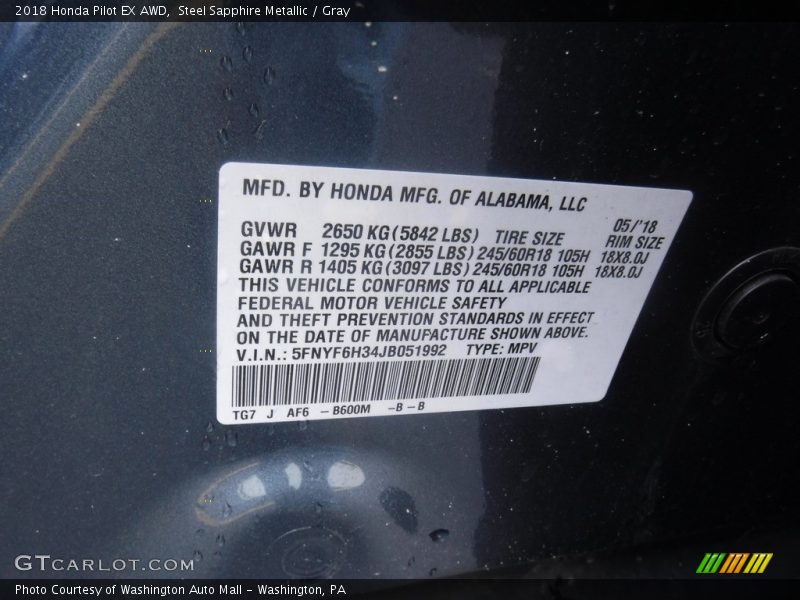 2018 Honda Pilot EX AWD, Steel Sapphire Metallic / Gray
MFD. BY HONDA MFG. OF ALABAMA, LLC
05/'18
GVWR 2650 KG (5842 LBS) TIRE SIZE RIM SIZE
GAWR F 1295 KG (2855 LBS) 245/60R18 105H 18X8.0J
GAWR R 1405 KG (3097 LBS) 245/60R18 105H 18X8.0J
THIS VEHICLE CONFORMS TO ALL APPLICABLE
FEDERAL MOTOR VEHICLE SAFETY
AND THEFT PREVENTION STANDARDS IN EFFECT
ON THE DATE OF MANUFACTURE SHOWN ABOVE.
V.I.N.: 5FNYF6H34JB051992 TYPE: MPV
TG7 J AF6 – B600M – B – B
GTCARLOT.COM
Photo Courtesy of Washington Auto Mall – Washington, PA